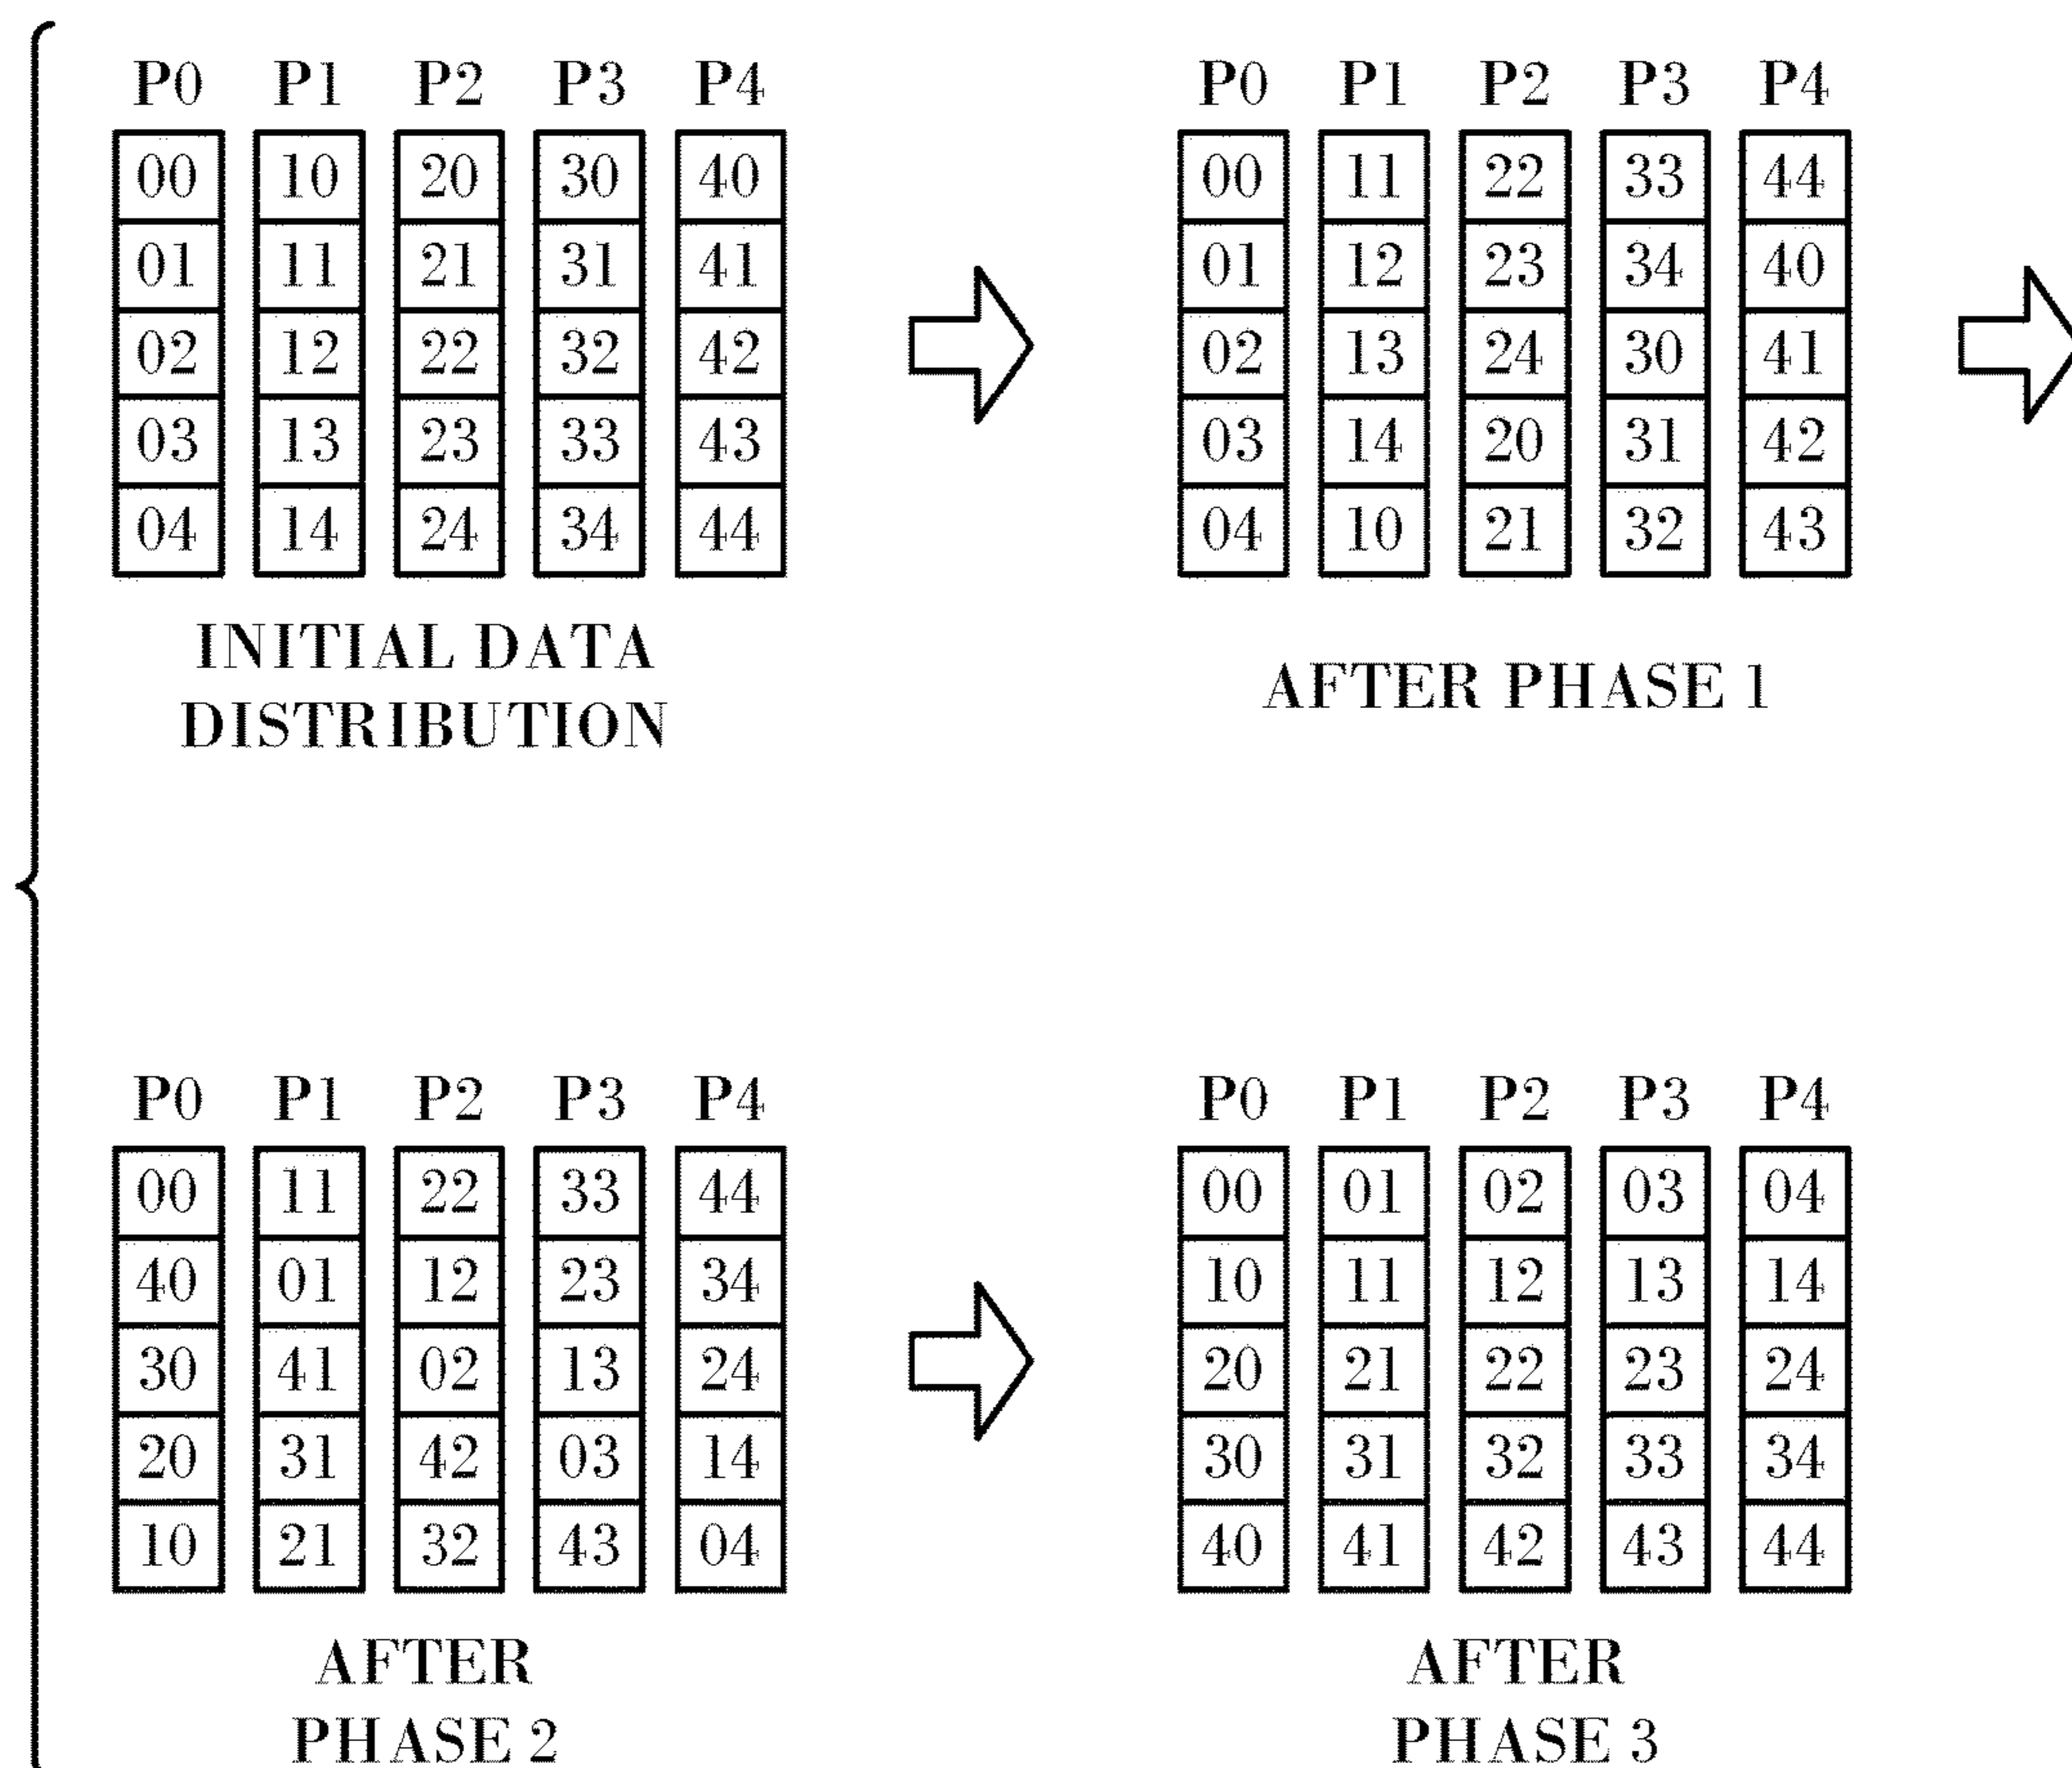 P0 P1 P2 P3 P4
00 10 20 30 40
01 11 21 31 41
02 12 22 32 42
03 13 23 33 43
04 14 24 34 44
INITIAL DATA
DISTRIBUTION
P0 P1 P2 P3 P4
00 11 22 33 44
01 12 23 34 40
02 13 24 30 41
03 14 20 31 42
04 10 21 32 43
AFTER PHASE 1
P0 P1 P2 P3 P4
00 11 22 33 44
40 01 12 23 34
30 41 02 13 24
20 31 42 03 14
10 21 32 43 04
AFTER
PHASE 2
P0 P1 P2 P3 P4
00 01 02 03 04
10 11 12 13 14
20 21 22 23 24
30 31 32 33 34
40 41 42 43 44
AFTER
PHASE 3